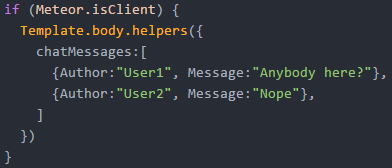 if (Meteor.isClient) {
  Template.body.helpers({
    chatMessages:[
      {Author:"User1", Message:"Anybody here?"},
      {Author:"User2", Message:"Nope"},
    ]
  })
}